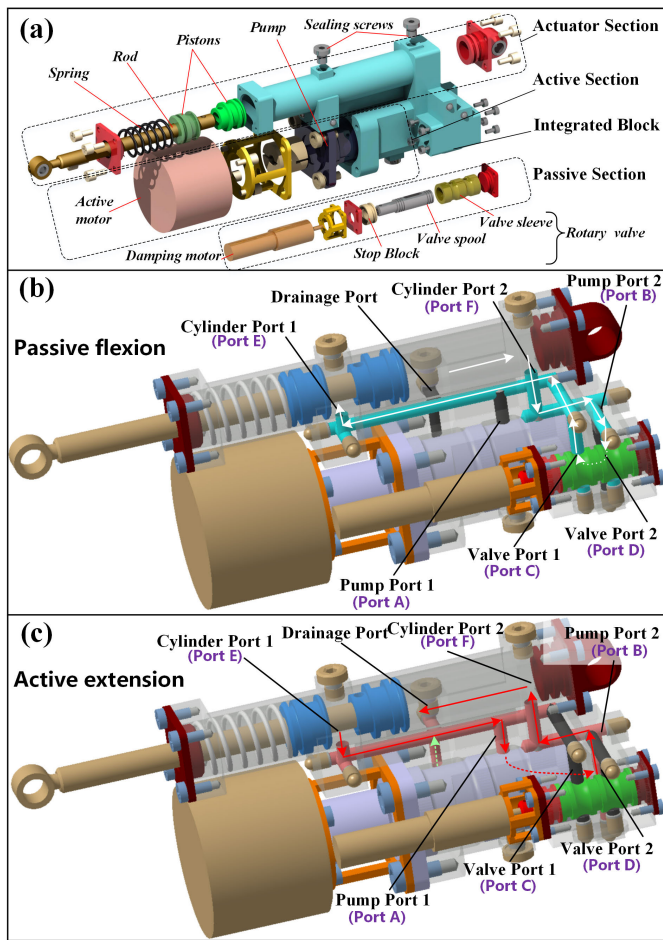 (a)
Sealing screws
Pump
Actuator Section
Pistons
Rod
Spring
Active Section
Integrated Block
Passive Section
Active
motor
Valve sleeve
Valve spool
Rotary valve
Stop Block
Damping motor
(b)
Cylinder Port 2
(Port F)
Pump Port 2
(Port B)
Drainage Port
Cylinder Port 1
(Port E)
Passive flexion
Valve Port 2
(Port D)
Valve Port 1
(Port C)
Pump Port 1
(Port A)
(c)
Drainage Port
Cylinder Port 2
(Port F)
Pump Port 2
(Port B)
Cylinder Port 1
(Port E)
Active extension
Valve Port 2
(Port D)
Valve Port 1
(Port C)
Pump Port 1
(Port A)